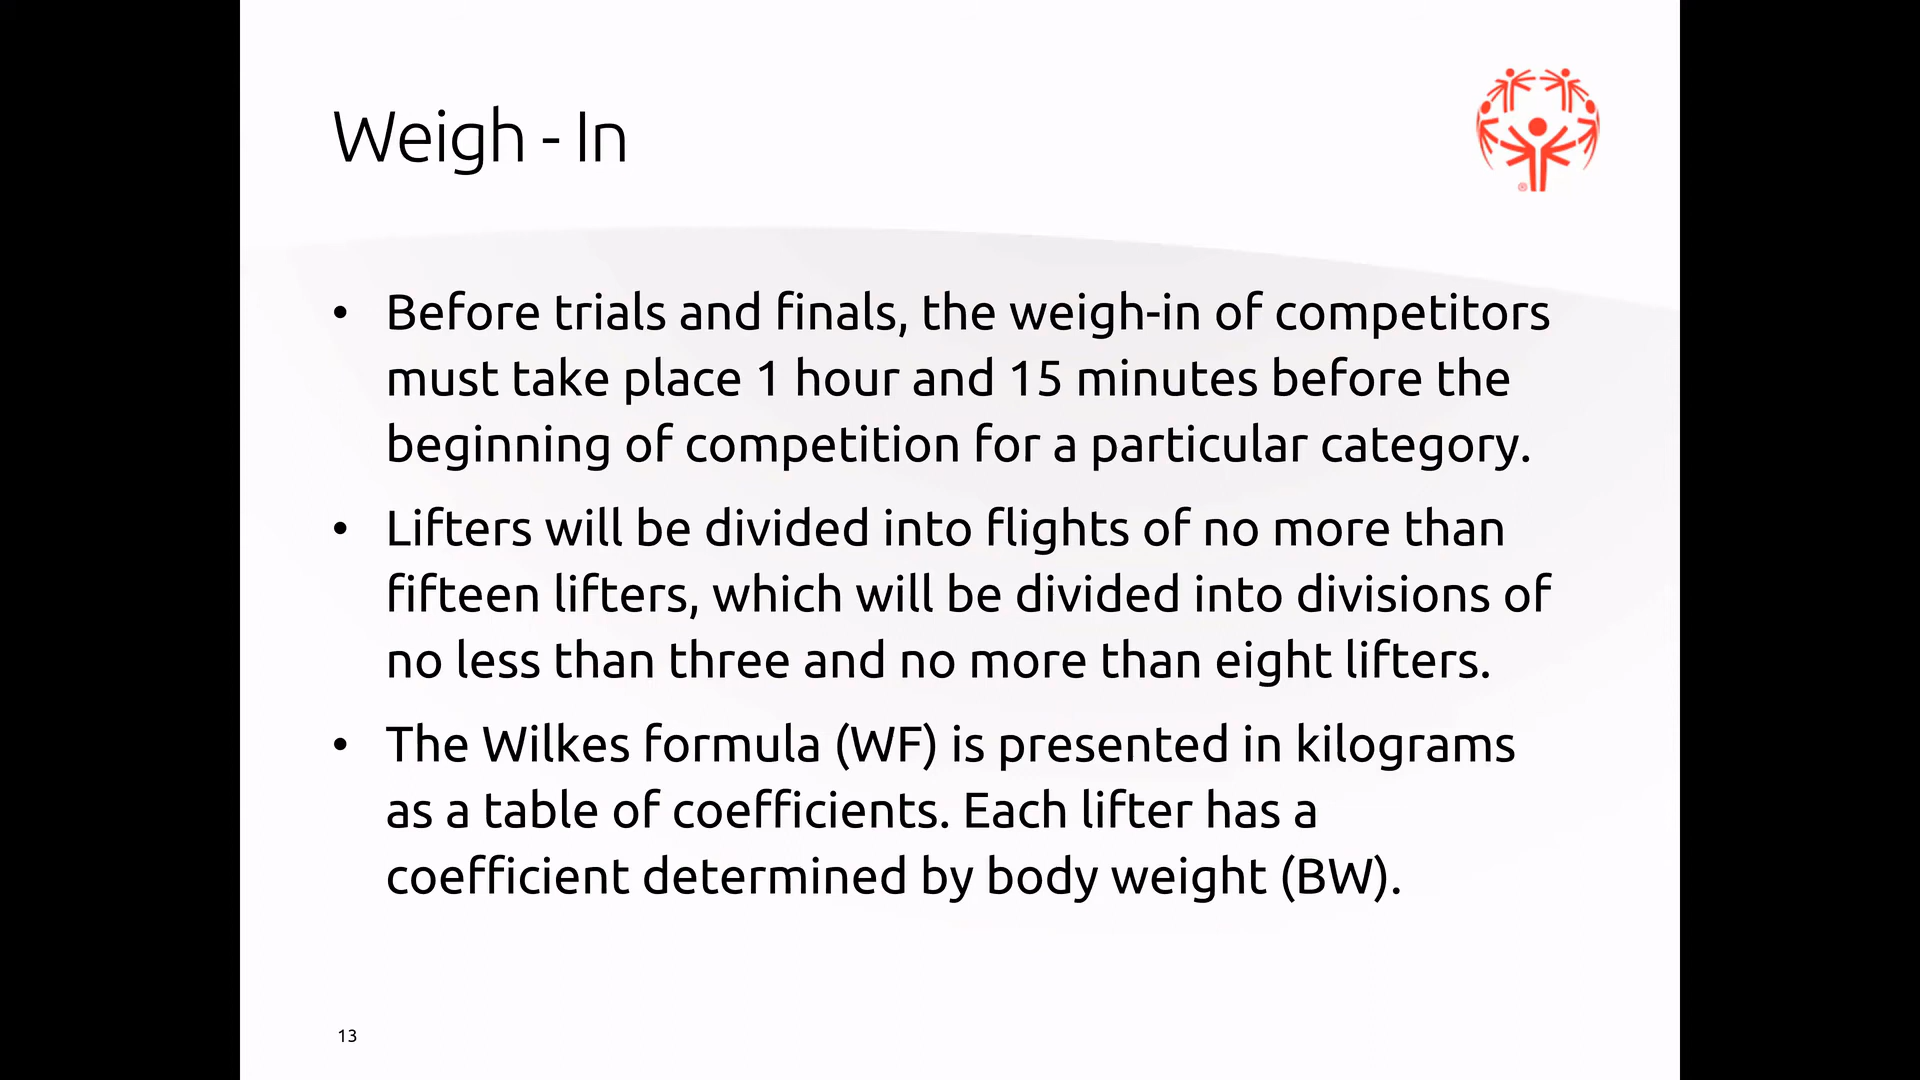 Weigh - In
• Before trials and finals, the weigh-in of competitors
must take place 1 hour and 15 minutes before the
beginning of competition for a particular category.
• Lifters will be divided into flights of no more than
fifteen lifters, which will be divided into divisions of
no less than three and no more than eight lifters.
• The Wilkes formula (WF) is presented in kilograms
as a table of coefficients. Each lifter has a
coefficient determined by body weight (BW).
®
13